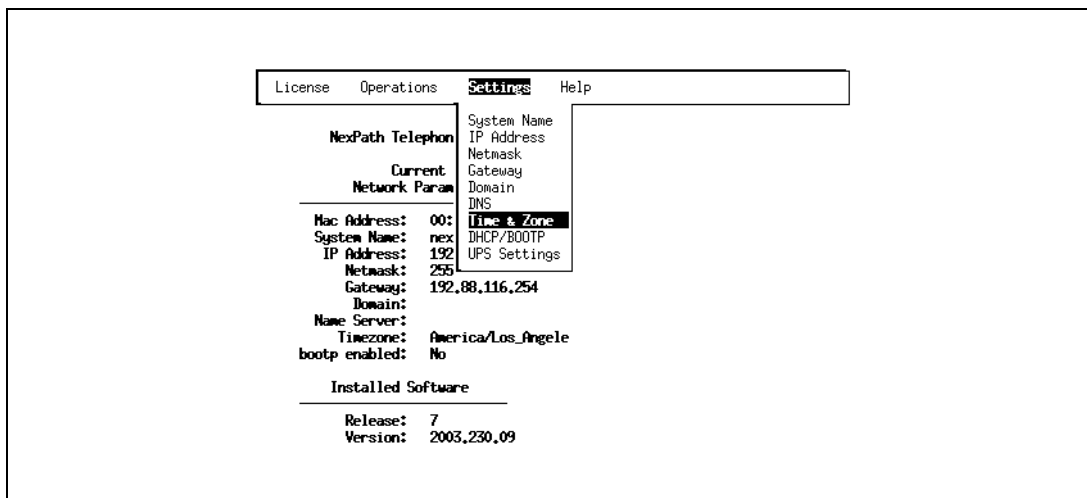 License Operations Settings Help
System Name
IP Address
Netmask
Gateway
Domain
DNS
Time & Zone
DHCP/BOOTP
UPS Settings
NexPath Telephon
Current
Network Param
Mac Address: 00:
System Name: nex
IP Address: 192
Netmask: 255
Gateway: 192.88.116.254
Domain:
Name Server:
Timezone: America/Los_Angele
bootp enabled: No
Installed Software
Release: 7
Version: 2003.230.09